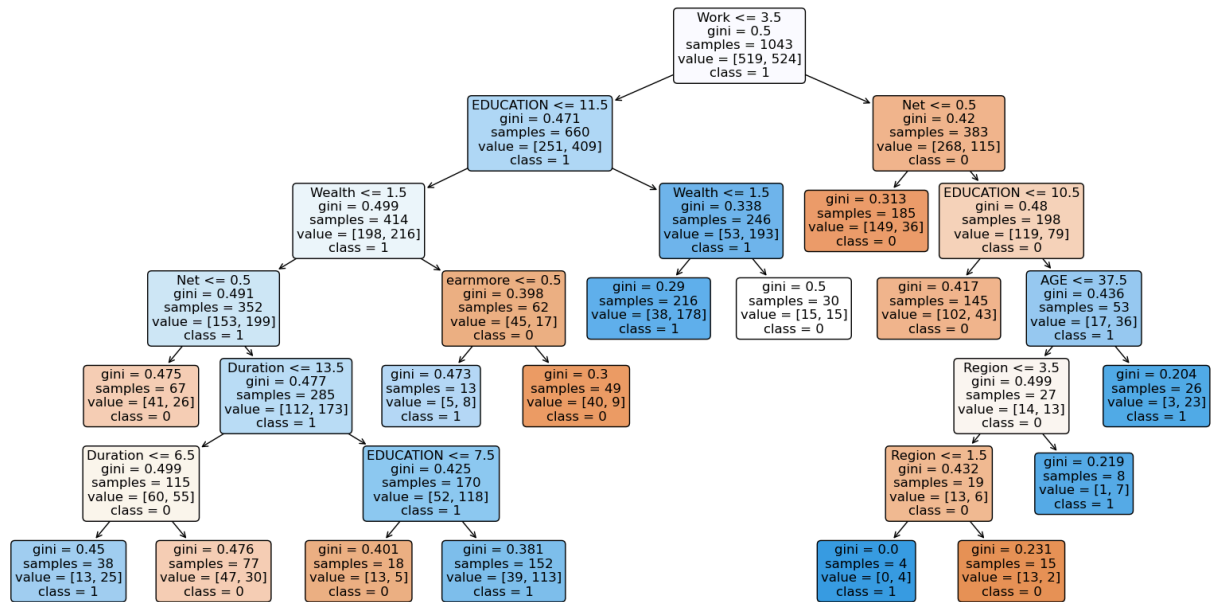 Work <= 3.5
gini = 0.5
samples = 1043
value = [519, 524]
class = 1
EDUCATION <= 11.5
gini = 0.471
samples = 660
value = [251, 409]
class = 1
Net <= 0.5
gini = 0.42
samples = 383
value = [268, 115]
class = 0
Wealth <= 1.5
gini = 0.499
samples = 414
value = [198, 216]
class = 1
Wealth <= 1.5
gini = 0.338
samples = 246
value = [53, 193]
class = 1
gini = 0.313
samples = 185
value = [149, 36]
class = 0
EDUCATION <= 10.5
gini = 0.48
samples = 198
value = [119, 79]
class = 0
Net <= 0.5
gini = 0.491
samples = 352
value = [153, 199]
class = 1
earnmore <= 0.5
gini = 0.398
samples = 62
value = [45, 17]
class = 0
gini = 0.29
samples = 216
value = [38, 178]
class = 1
gini = 0.5
samples = 30
value = [15, 15]
class = 0
gini = 0.417
samples = 145
value = [102, 43]
class = 0
AGE <= 37.5
gini = 0.436
samples = 53
value = [17, 36]
class = 1
gini = 0.475
samples = 67
value = [41, 26]
class = 0
Duration <= 13.5
gini = 0.477
samples = 285
value = [112, 173]
class = 1
gini = 0.473
samples = 13
value = [5, 8]
class = 1
gini = 0.3
samples = 49
value = [40, 9]
class = 0
Region <= 3.5
gini = 0.499
samples = 27
value = [14, 13]
class = 0
gini = 0.204
samples = 26
value = [3, 23]
class = 1
Duration <= 6.5
gini = 0.499
samples = 115
value = [60, 55]
class = 0
EDUCATION <= 7.5
gini = 0.425
samples = 170
value = [52, 118]
class = 1
Region <= 1.5
gini = 0.432
samples = 19
value = [13, 6]
class = 0
gini = 0.219
samples = 8
value = [1, 7]
class = 1
gini = 0.45
samples = 38
value = [13, 25]
class = 1
gini = 0.476
samples = 77
value = [47, 30]
class = 0
gini = 0.401
samples = 18
value = [13, 5]
class = 0
gini = 0.381
samples = 152
value = [39, 113]
class = 1
gini = 0.0
samples = 4
value = [0, 4]
class = 1
gini = 0.231
samples = 15
value = [13, 2]
class = 0